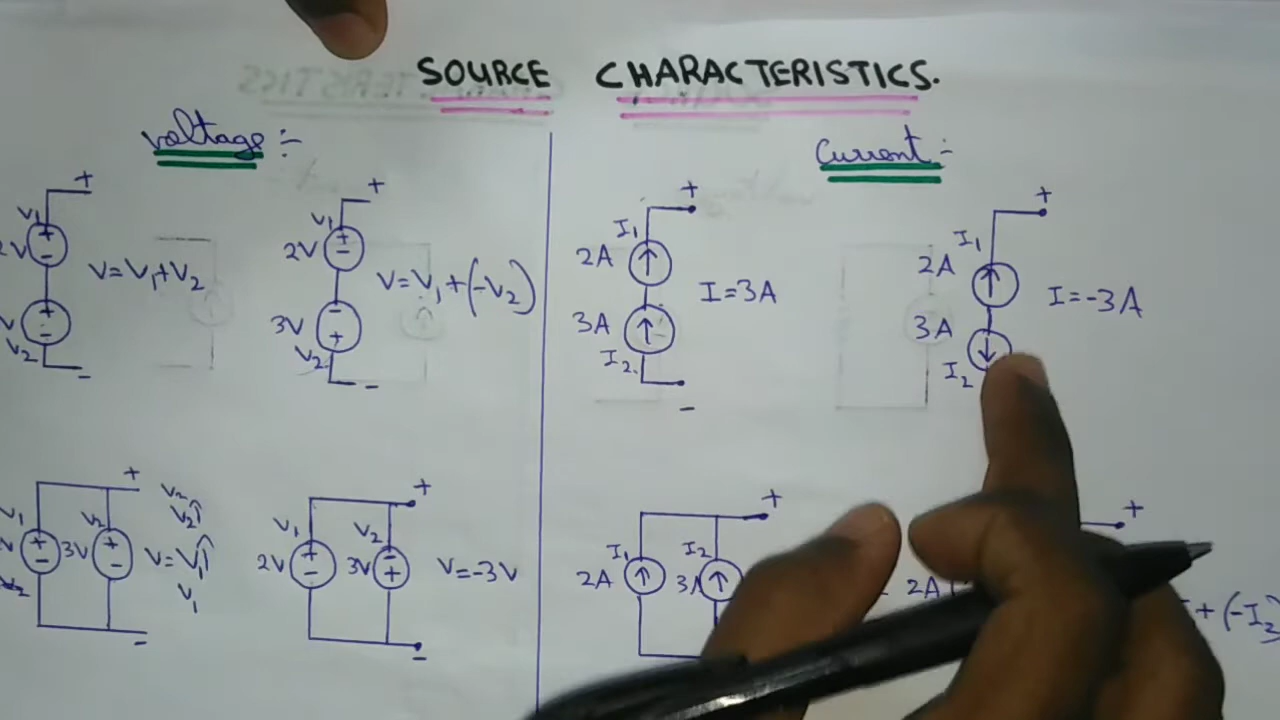 SOURCE CHARACTERISTICS.
voltage :-
+
V1
2V
+
-
V=V1+V2
+
-
V2
-
+
V1
2V
+
-
V=V1+(-V2)
3V
-
+
V2
-
+
V2
V2
V1
+
-
3V
+
-
V=V1
V1
-
+
V1
V2
2V
+
-
3V
-
+
V=-3V
-
Current :-
+
I1
2A
I=3A
3A
I2
-
+
I1
2A
I=-3A
3A
I2
+
I1
I2
2A
3A
+
2A
+(-I2)